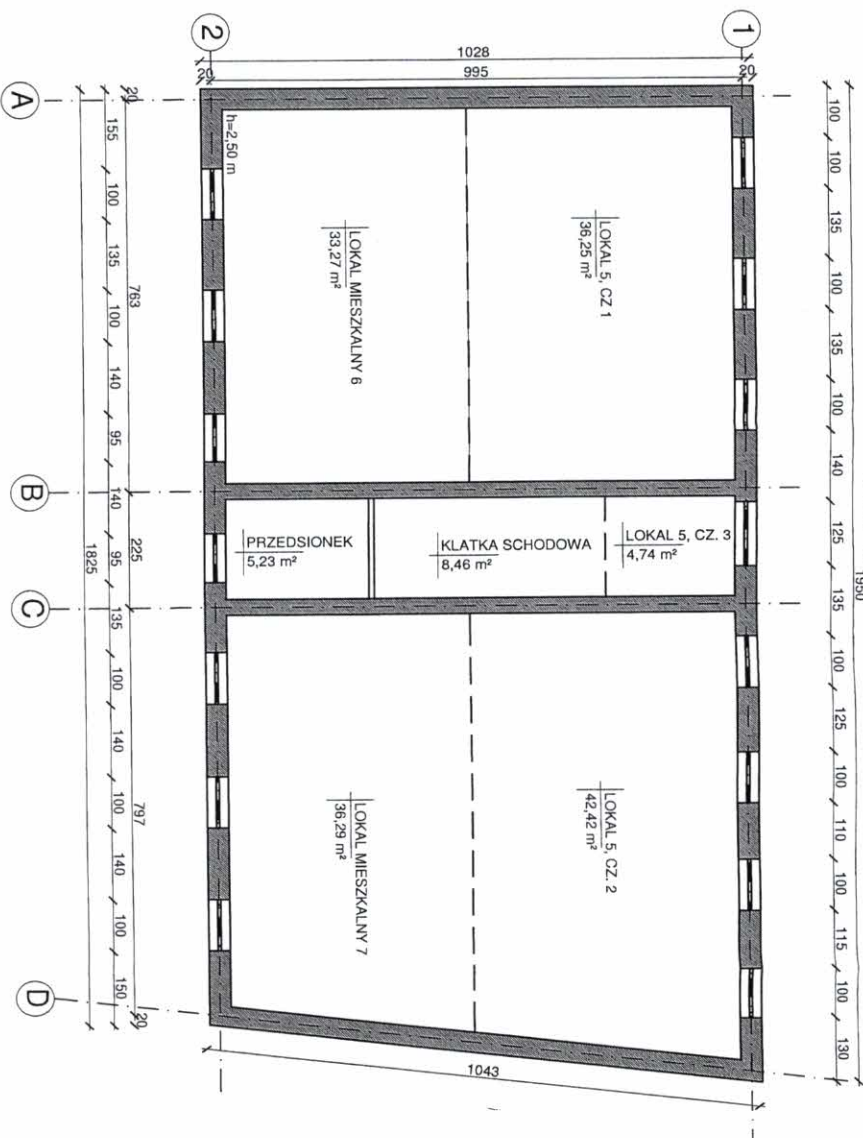 2
1
1028
995
20
20
A
B
C
D
20
155
100
135
100
140
95
140
95
135
100
140
100
140
100
150
20
763
225
797
1825
100
100
135
100
135
100
140
125
135
100
125
100
110
100
115
100
130
1950
1043
h=2,50 m
LOKAL 5, CZ 1
36,25 m²
LOKAL MIESZKALNY 6
33,27 m²
PRZEDSIONEK
5,23 m²
KLATKA SCHODOWA
8,46 m²
LOKAL 5, CZ. 3
4,74 m²
LOKAL 5, CZ. 2
42,42 m²
LOKAL MIESZKALNY 7
36,29 m²